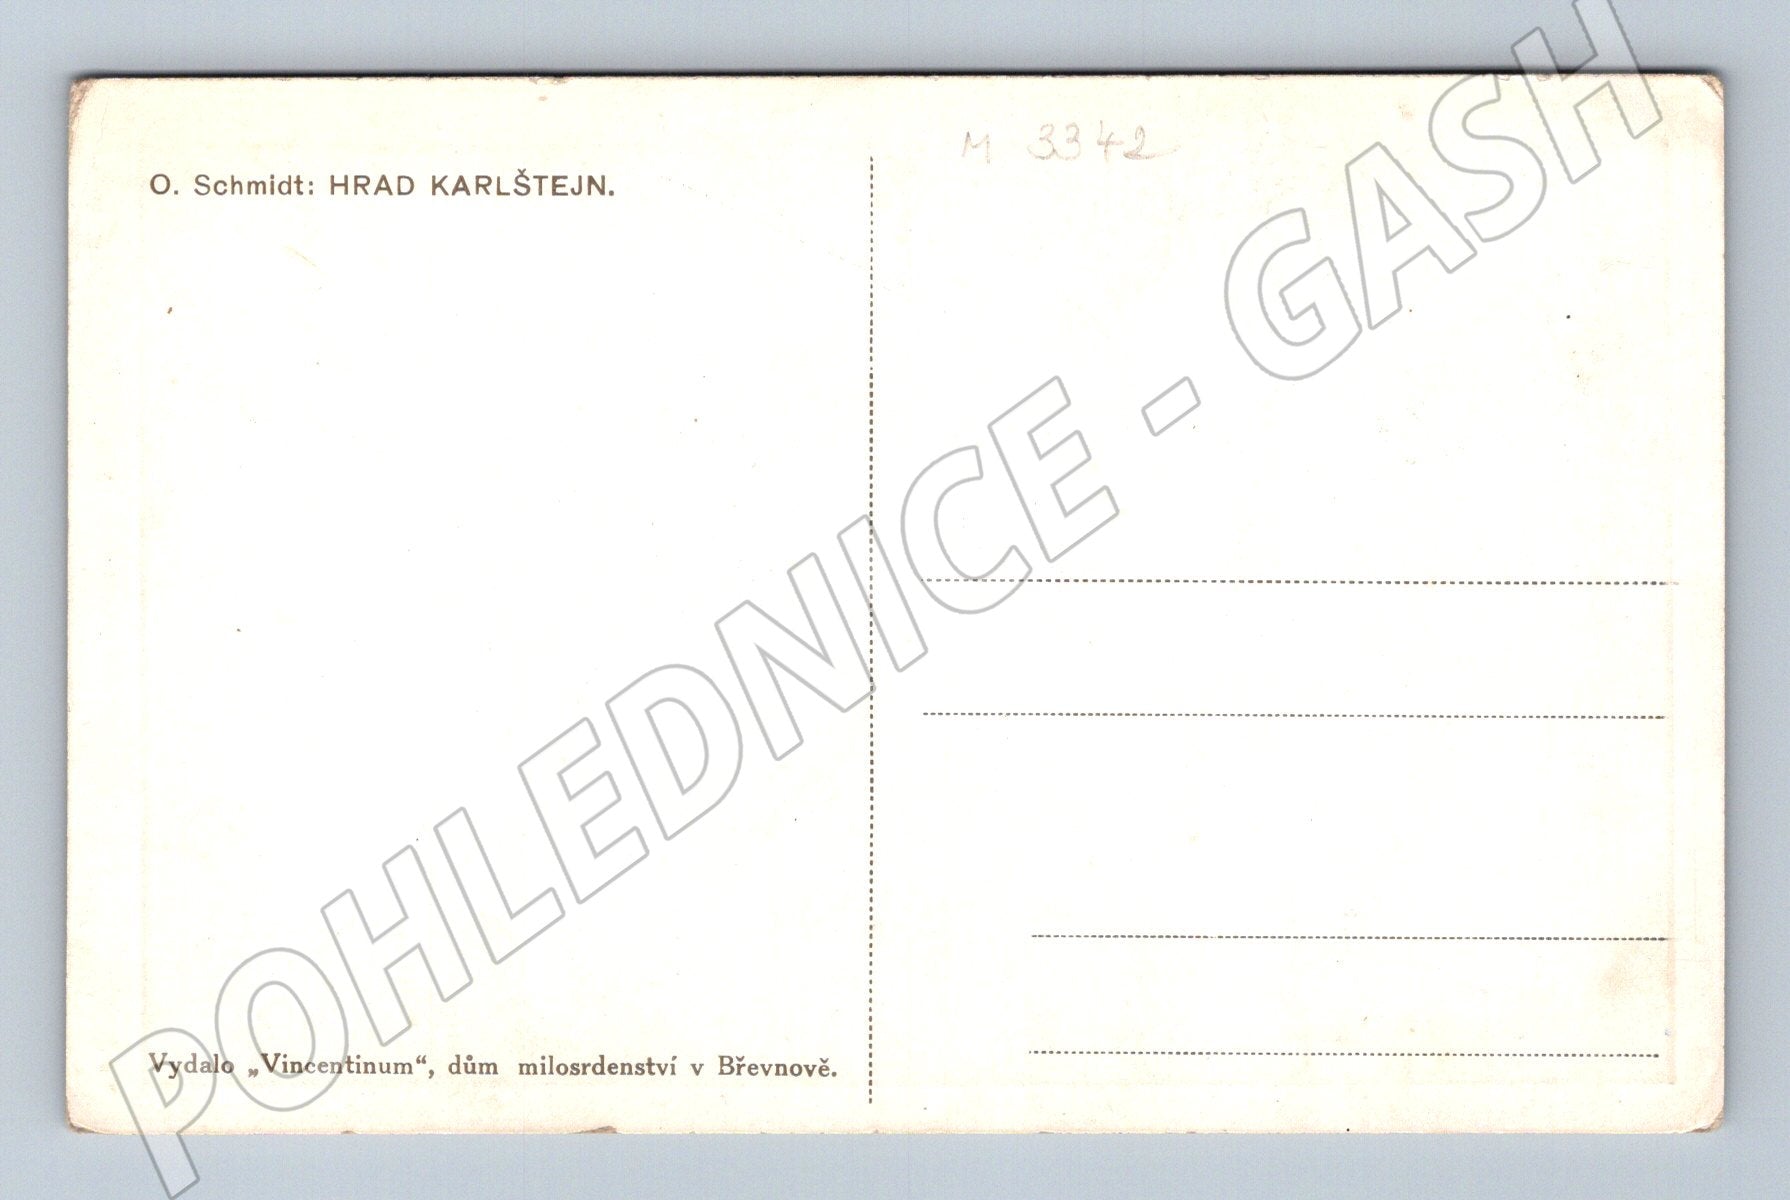 M 3342
O. Schmidt: HRAD KARLŠTEJN.
POHLEDNICE - GASH
Vydalo „Vincentinum“, dům milosrdenství v Břevnově.